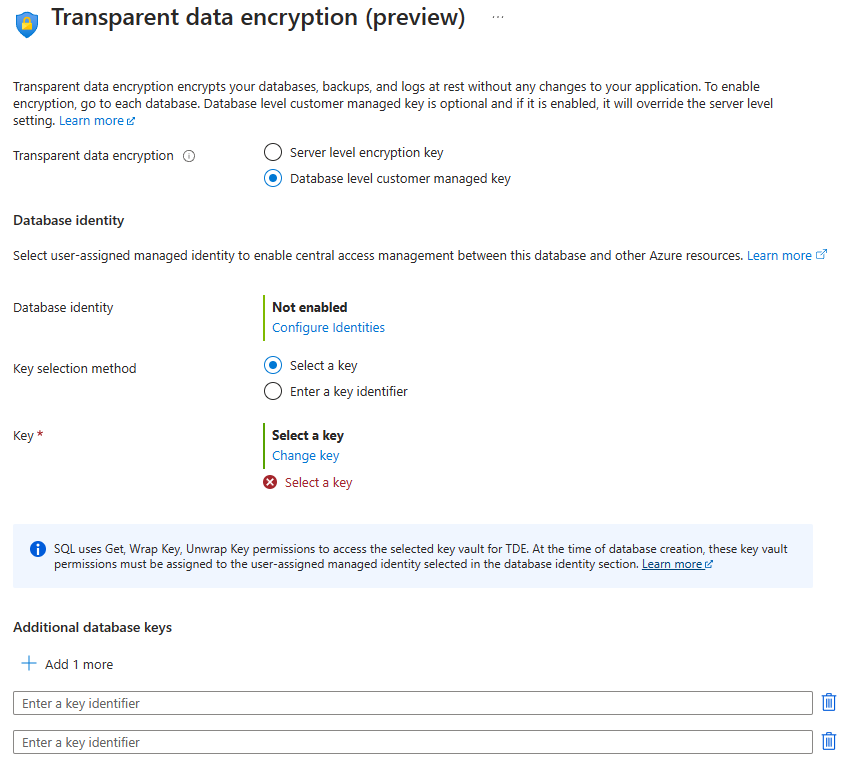 Transparent data encryption (preview) ...
Transparent data encryption encrypts your databases, backups, and logs at rest without any changes to your application. To enable
encryption, go to each database. Database level customer managed key is optional and if it is enabled, it will override the server level
setting. Learn more
Transparent data encryption
Server level encryption key
Database level customer managed key
Database identity
Select user-assigned managed identity to enable central access management between this database and other Azure resources. Learn more
Database identity
Not enabled
Configure Identities
Key selection method
Select a key
Enter a key identifier
Key *
Select a key
Change key
Select a key
SQL uses Get, Wrap Key, Unwrap Key permissions to access the selected key vault for TDE. At the time of database creation, these key vault
permissions must be assigned to the user-assigned managed identity selected in the database identity section. Learn more
Additional database keys
Add 1 more
Enter a key identifier
Enter a key identifier